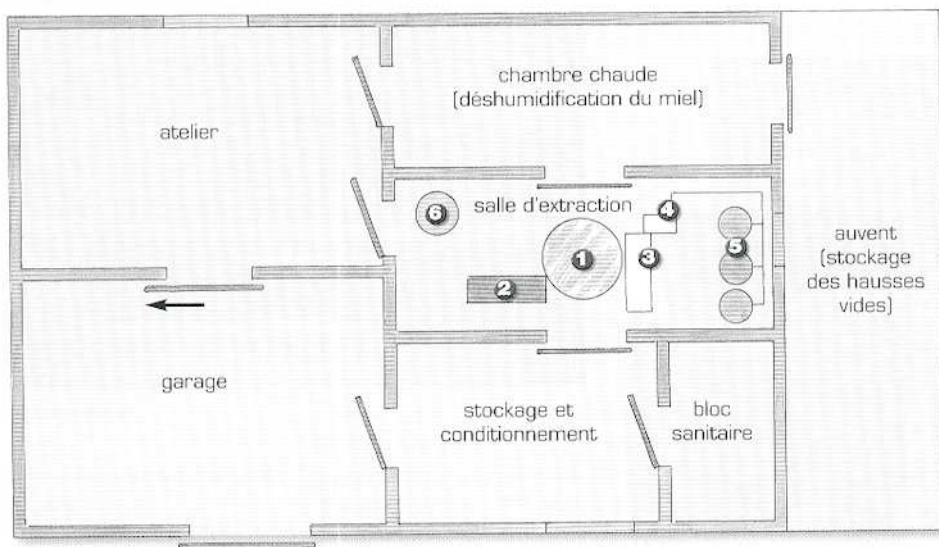 chambre chaude
(déshumidification du miel)
atelier
salle d'extraction
6
4
5
1
3
2
auvent
(stockage
des hausses
vides)
garage
stockage et
conditionnement
bloc
sanitaire